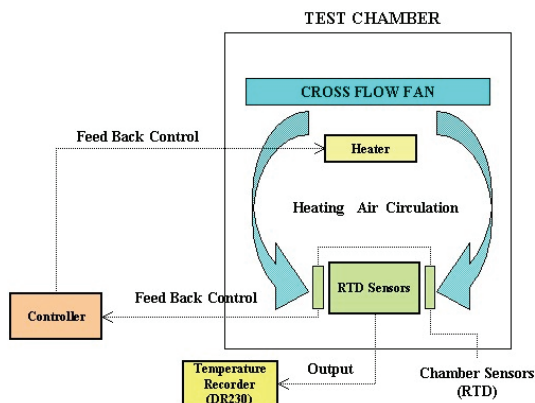 TEST CHAMBER
CROSS FLOW FAN
Feed Back Control
Heater
Heating Air Circulation
RTD Sensors
Feed Back Control
Controller
Temperature
Recorder
(DR230)
Output
Chamber Sensors
(RTD)